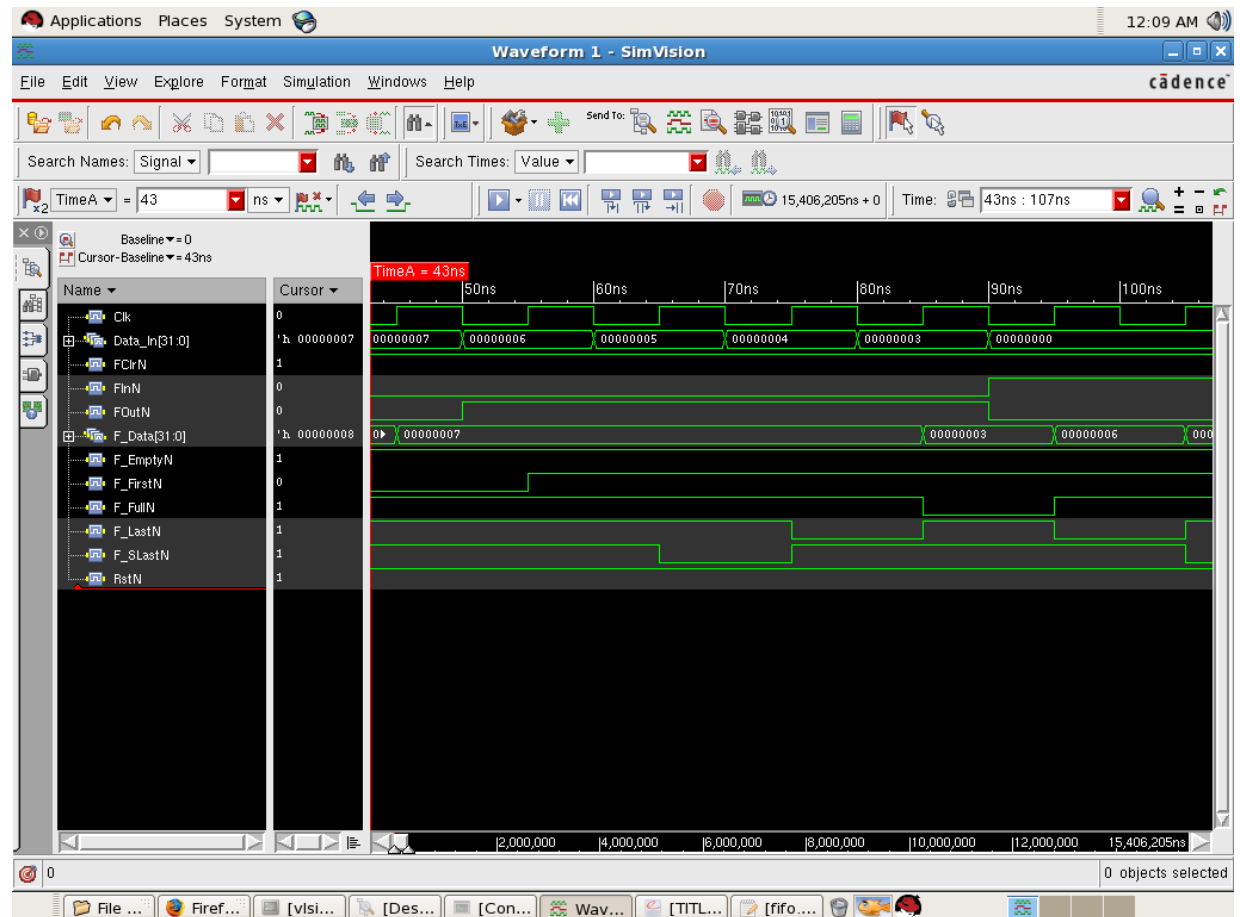 Applications Places System 12:09 AM
Waveform 1 - SimVision
File Edit View Explore Format Simulation Windows Help cādence
Send To:
Search Names: Signal Search Times: Value
x2 TimeA = 43 ns 15,406,205ns + 0 Time: 43ns : 107ns
Baseline = 0
Cursor-Baseline = 43ns
TimeA = 43ns
Name Cursor 50ns 60ns 70ns 80ns 90ns 100ns
Clk 0
Data_In[31:0] 'h 00000007 00000007 00000006 00000005 00000004 00000003 00000000
FClrN 1
FInN 0
FOutN 0
F_Data[31:0] 'h 00000008 0 00000007 00000003 00000006 000
F_EmptyN 1
F_FirstN 0
F_FullN 1
F_LastN 1
F_SLastN 1
RstN 1
2,000,000 4,000,000 6,000,000 8,000,000 10,000,000 12,000,000 15,406,205ns
0 0 objects selected
File ... Firef... [vlsi... [Des... [Con... Wav... [TITL... [fifo....